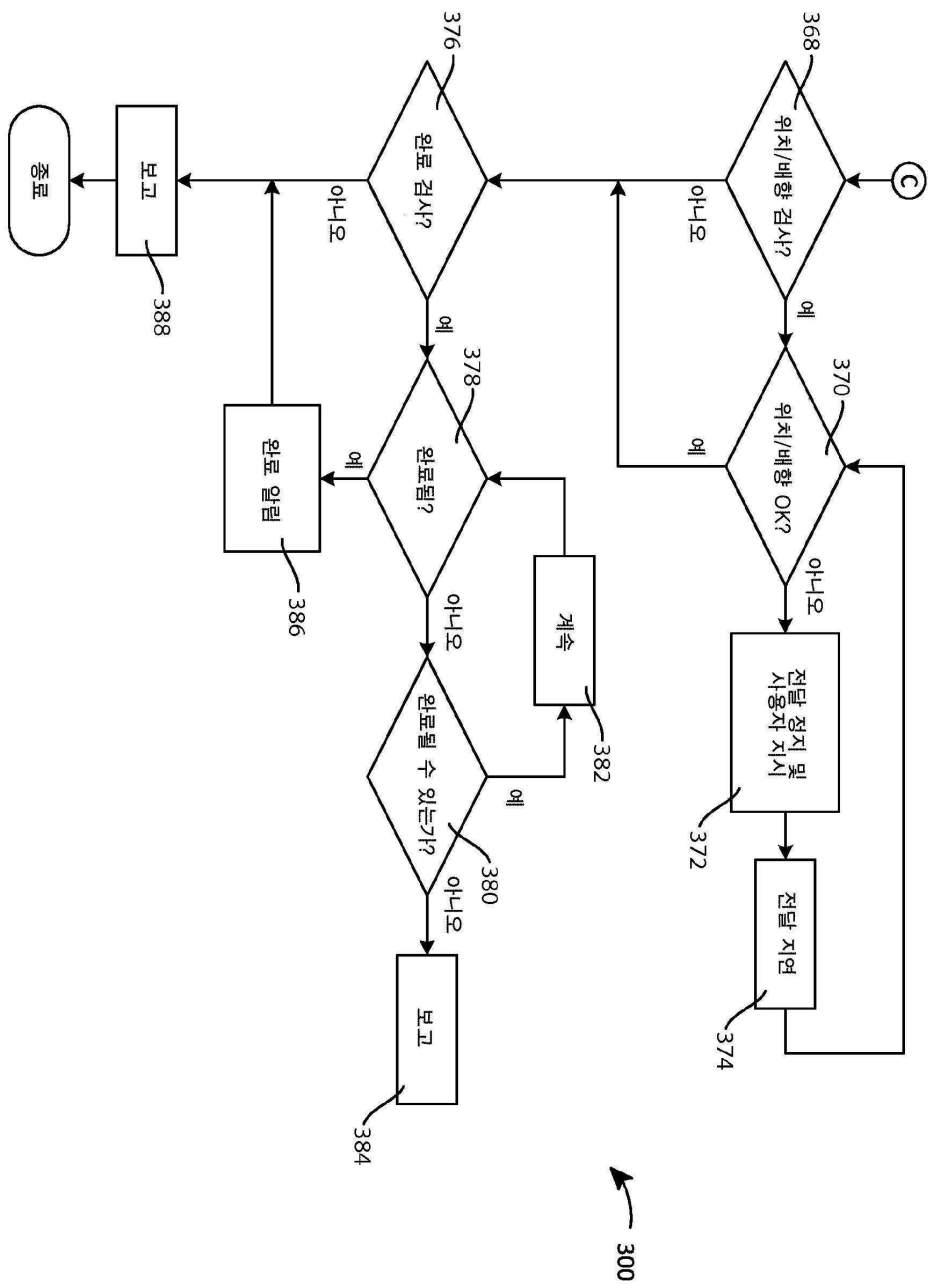 C
368
위치/배향 검사?
예
아니오
370
위치/배향 OK?
예
아니오
전달 정지 및
사용자 지시
372
전달 지연
374
376
완료 검사?
예
아니오
378
완료됨?
예
아니오
계속
382
완료될 수 있는가?
380
예
아니오
보고
384
완료 알림
386
보고
388
종료
300